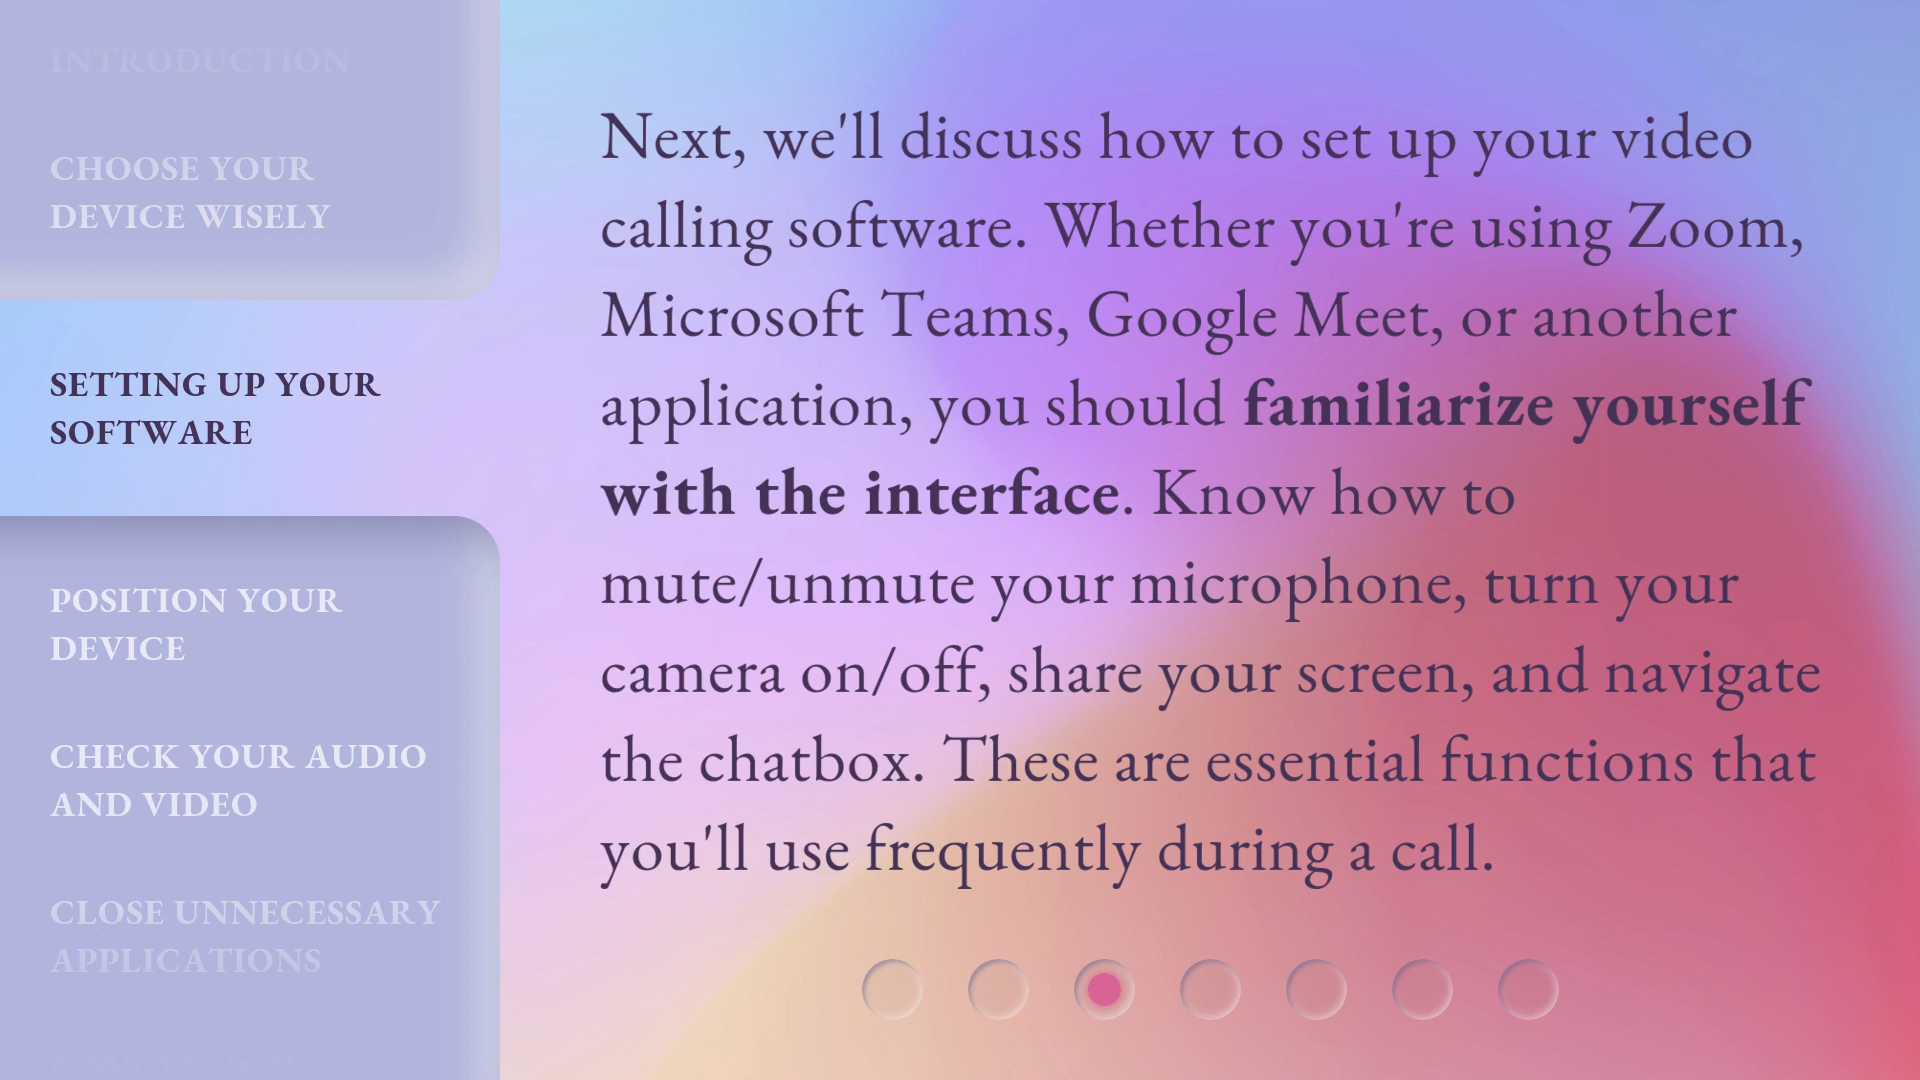 INTRODUCTION
CHOOSE YOUR
DEVICE WISELY
SETTING UP YOUR
SOFTWARE
POSITION YOUR
DEVICE
CHECK YOUR AUDIO
AND VIDEO
CLOSE UNNECESSARY
APPLICATIONS
CONCLUSION
Next, we'll discuss how to set up your video
calling software. Whether you're using Zoom,
Microsoft Teams, Google Meet, or another
application, you should familiarize yourself
with the interface. Know how to
mute/unmute your microphone, turn your
camera on/off, share your screen, and navigate
the chatbox. These are essential functions that
you'll use frequently during a call.